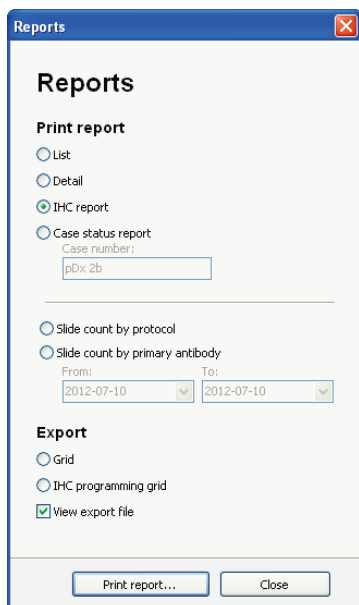 Reports
Reports
Print report
List
Detail
IHC report
Case status report
Case number:
pDx 2b
Slide count by protocol
Slide count by primary antibody
From: To:
2012-07-10 2012-07-10
Export
Grid
IHC programming grid
View export file
Print report... Close